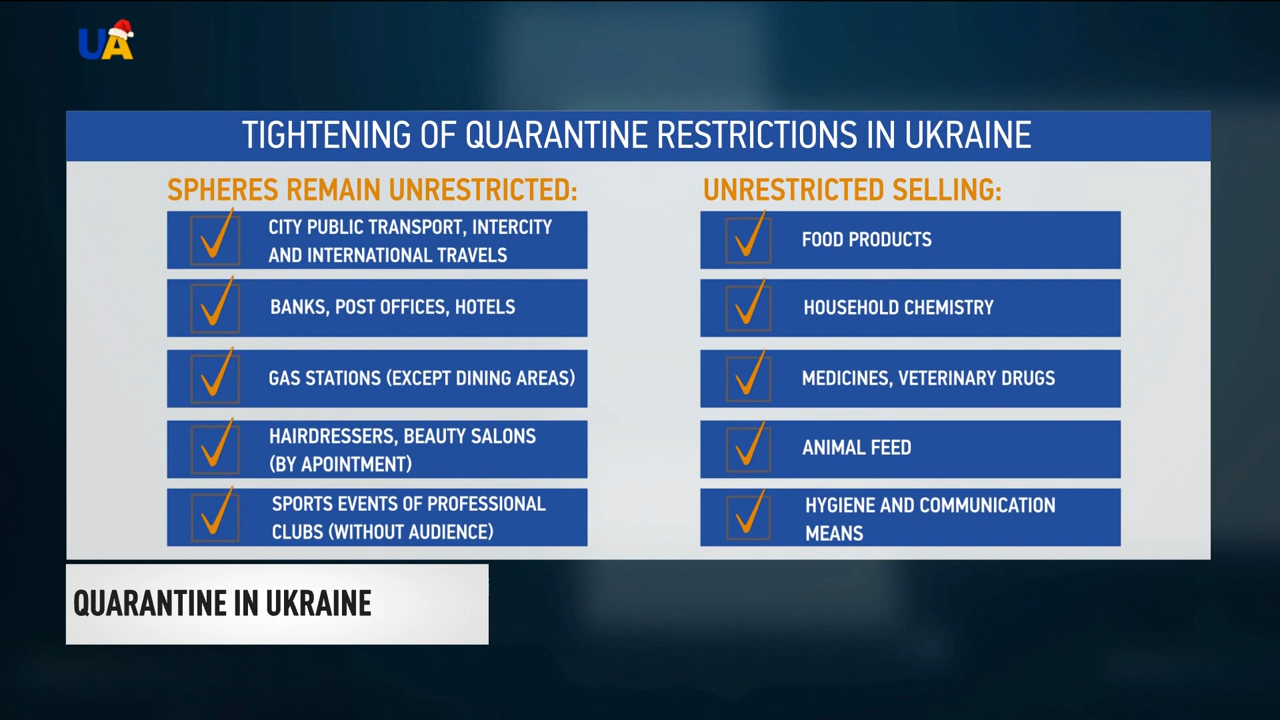 UA
TIGHTENING OF QUARANTINE RESTRICTIONS IN UKRAINE
SPHERES REMAIN UNRESTRICTED:
CITY PUBLIC TRANSPORT, INTERCITY
AND INTERNATIONAL TRAVELS
BANKS, POST OFFICES, HOTELS
GAS STATIONS (EXCEPT DINING AREAS)
HAIRDRESSERS, BEAUTY SALONS
(BY APOINTMENT)
SPORTS EVENTS OF PROFESSIONAL
CLUBS (WITHOUT AUDIENCE)
UNRESTRICTED SELLING:
FOOD PRODUCTS
HOUSEHOLD CHEMISTRY
MEDICINES, VETERINARY DRUGS
ANIMAL FEED
HYGIENE AND COMMUNICATION
MEANS
QUARANTINE IN UKRAINE